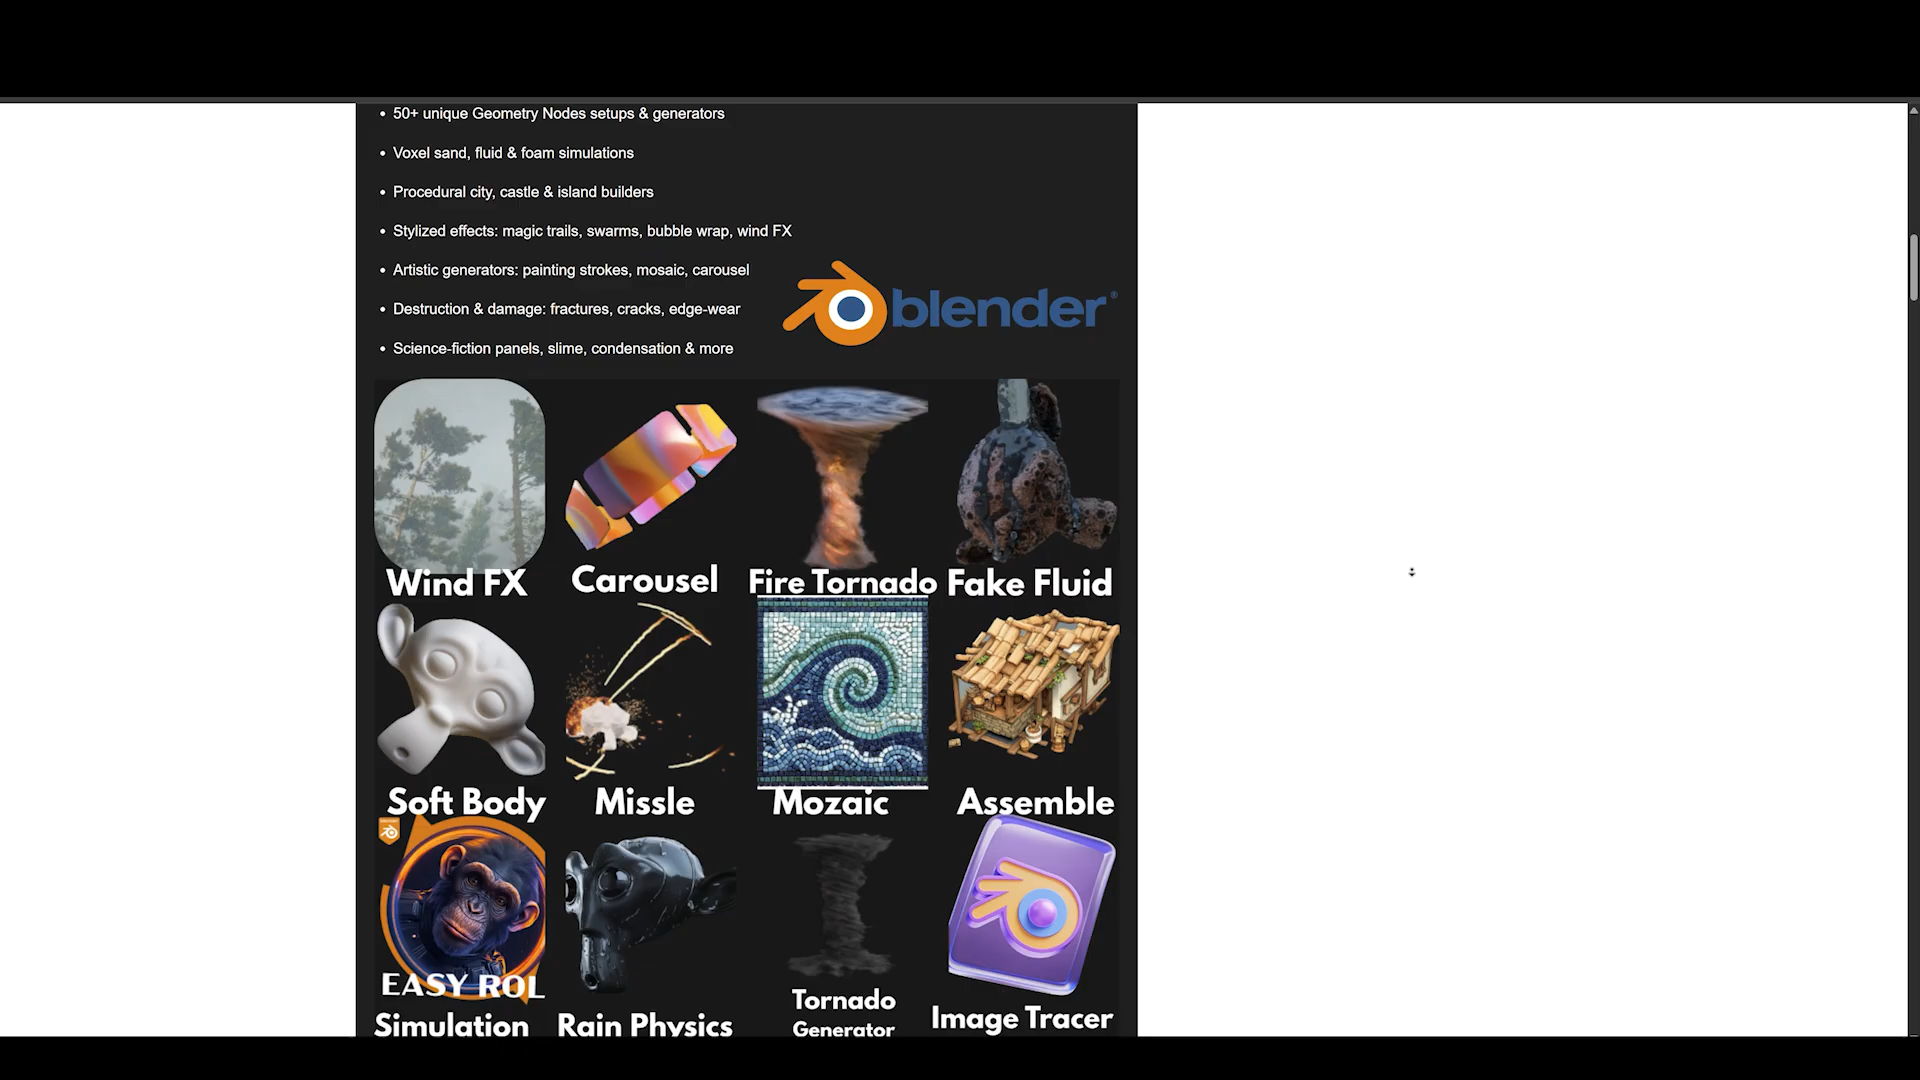 50+ unique Geometry Nodes setups & generators
Voxel sand, fluid & foam simulations
Procedural city, castle & island builders
Stylized effects: magic trails, swarms, bubble wrap, wind FX
Artistic generators: painting strokes, mosaic, carousel
Destruction & damage: fractures, cracks, edge-wear
Science-fiction panels, slime, condensation & more
blender®
Wind FX
Carousel
Fire Tornado
Fake Fluid
Soft Body
Missle
Mozaic
Assemble
EASY ROL
Simulation
Rain Physics
Tornado
Generator
Image Tracer